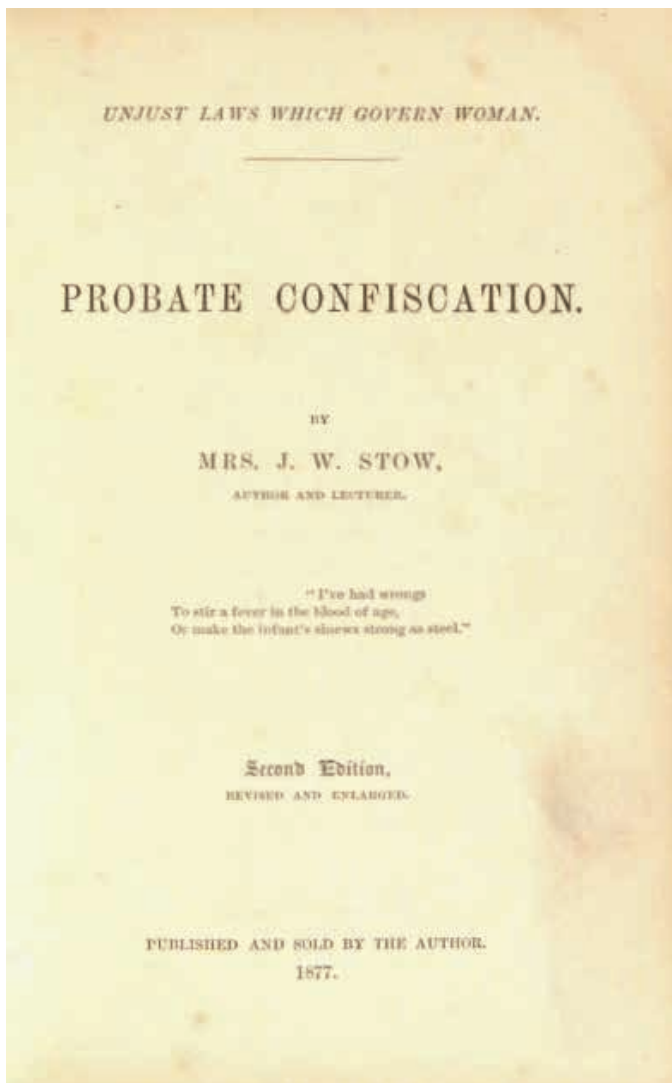 UNJUST LAWS WHICH GOVERN WOMAN.
PROBATE CONFISCATION.
BY
MRS. J. W. STOW,
AUTHOR AND LECTURER.
"I've had wrongs
To stir a fever in the blood of age,
Or make the infant's sinews strong as steel."
Second Edition,
REVISED AND ENLARGED.
PUBLISHED AND SOLD BY THE AUTHOR.
1877.